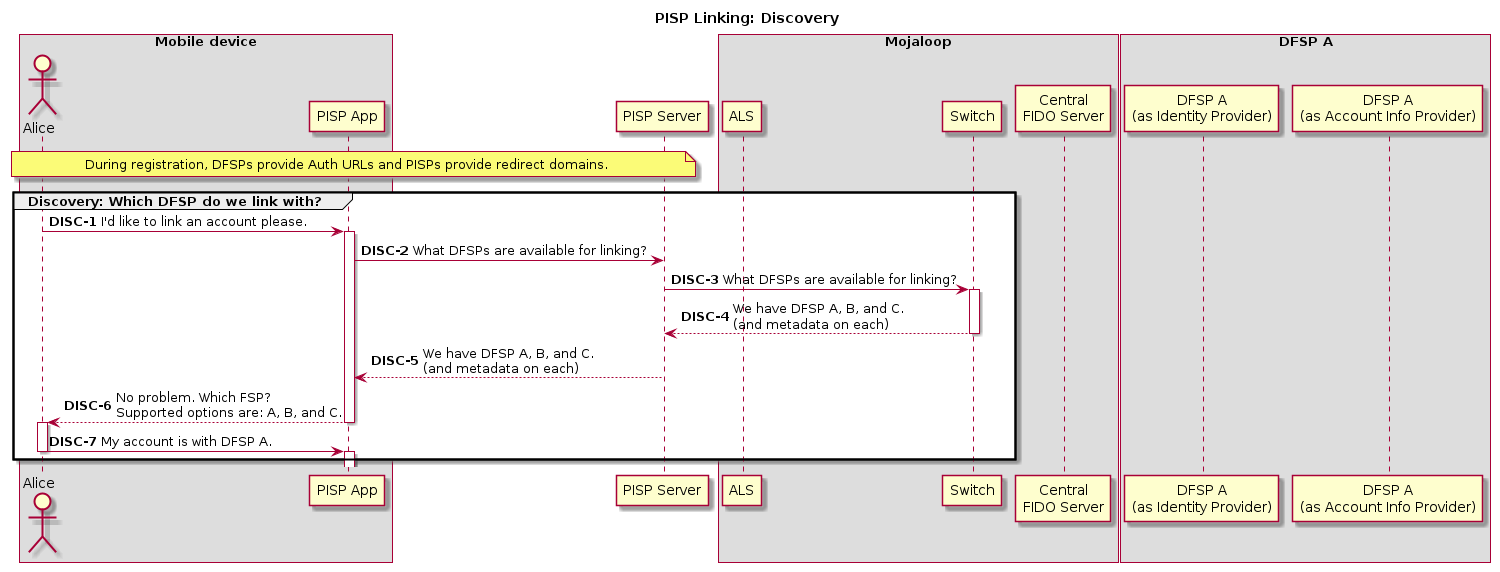 PISP Linking: Discovery
Mobile device
Mojaloop
DFSP A
Alice
PISP App
PISP Server
ALS
Switch
Central
FIDO Server
DFSP A
(as Identity Provider)
DFSP A
(as Account Info Provider)
During registration, DFSPs provide Auth URLs and PISPs provide redirect domains.
Discovery: Which DFSP do we link with?
DISC-1 I'd like to link an account please.
DISC-2 What DFSPs are available for linking?
DISC-3 What DFSPs are available for linking?
DISC-4 We have DFSP A, B, and C.
(and metadata on each)
DISC-5 We have DFSP A, B, and C.
(and metadata on each)
DISC-6 No problem. Which FSP?
Supported options are: A, B, and C.
DISC-7 My account is with DFSP A.
Alice
PISP App
PISP Server
ALS
Switch
Central
FIDO Server
DFSP A
(as Identity Provider)
DFSP A
(as Account Info Provider)